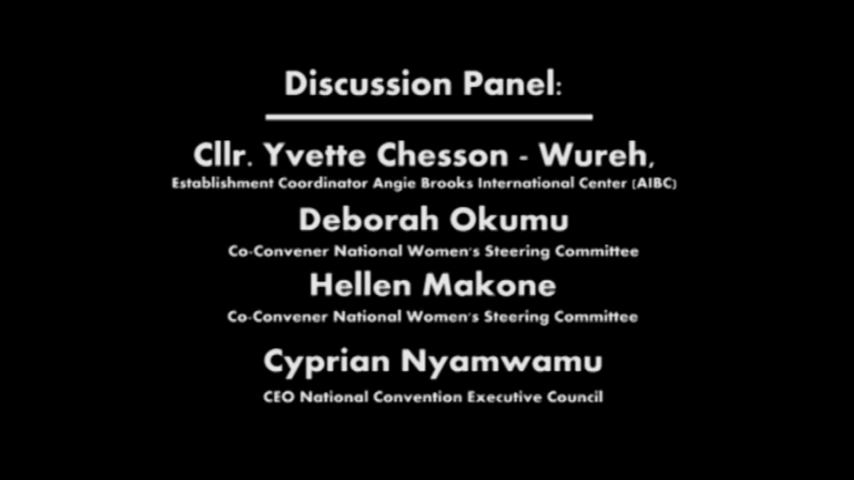 Discussion Panel:
Cllr. Yvette Chesson - Wureh,
Establishment Coordinator Angie Brooks International Center (AIBC)
Deborah Okumu
Co-Convener National Women's Steering Committee
Hellen Makone
Co-Convener National Women's Steering Committee
Cyprian Nyamwamu
CEO National Convention Executive Council